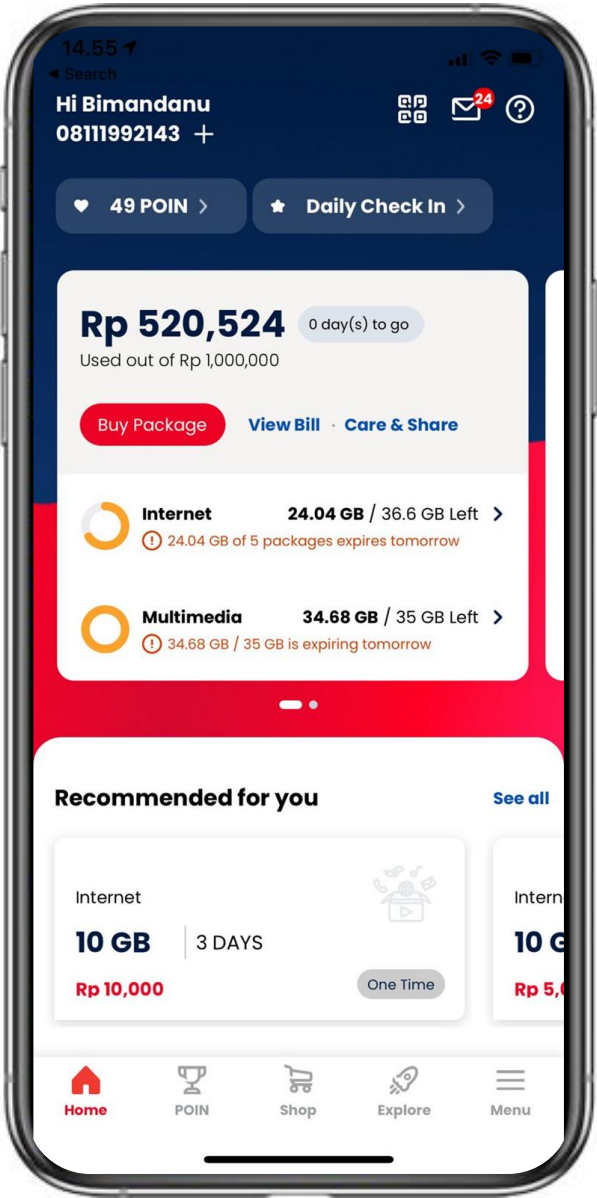 14.55
◀ Search
Hi Bimandanu
08111992143 +
24
49 POIN >
Daily Check In >
Rp 520,524
0 day(s) to go
Used out of Rp 1,000,000
Buy Package
View Bill · Care & Share
Internet
24.04 GB / 36.6 GB Left >
24.04 GB of 5 packages expires tomorrow
Multimedia
34.68 GB / 35 GB Left >
34.68 GB / 35 GB is expiring tomorrow
Recommended for you
See all
Internet
10 GB
3 DAYS
Rp 10,000
One Time
Intern
10 G
Rp 5,0
Home
POIN
Shop
Explore
Menu